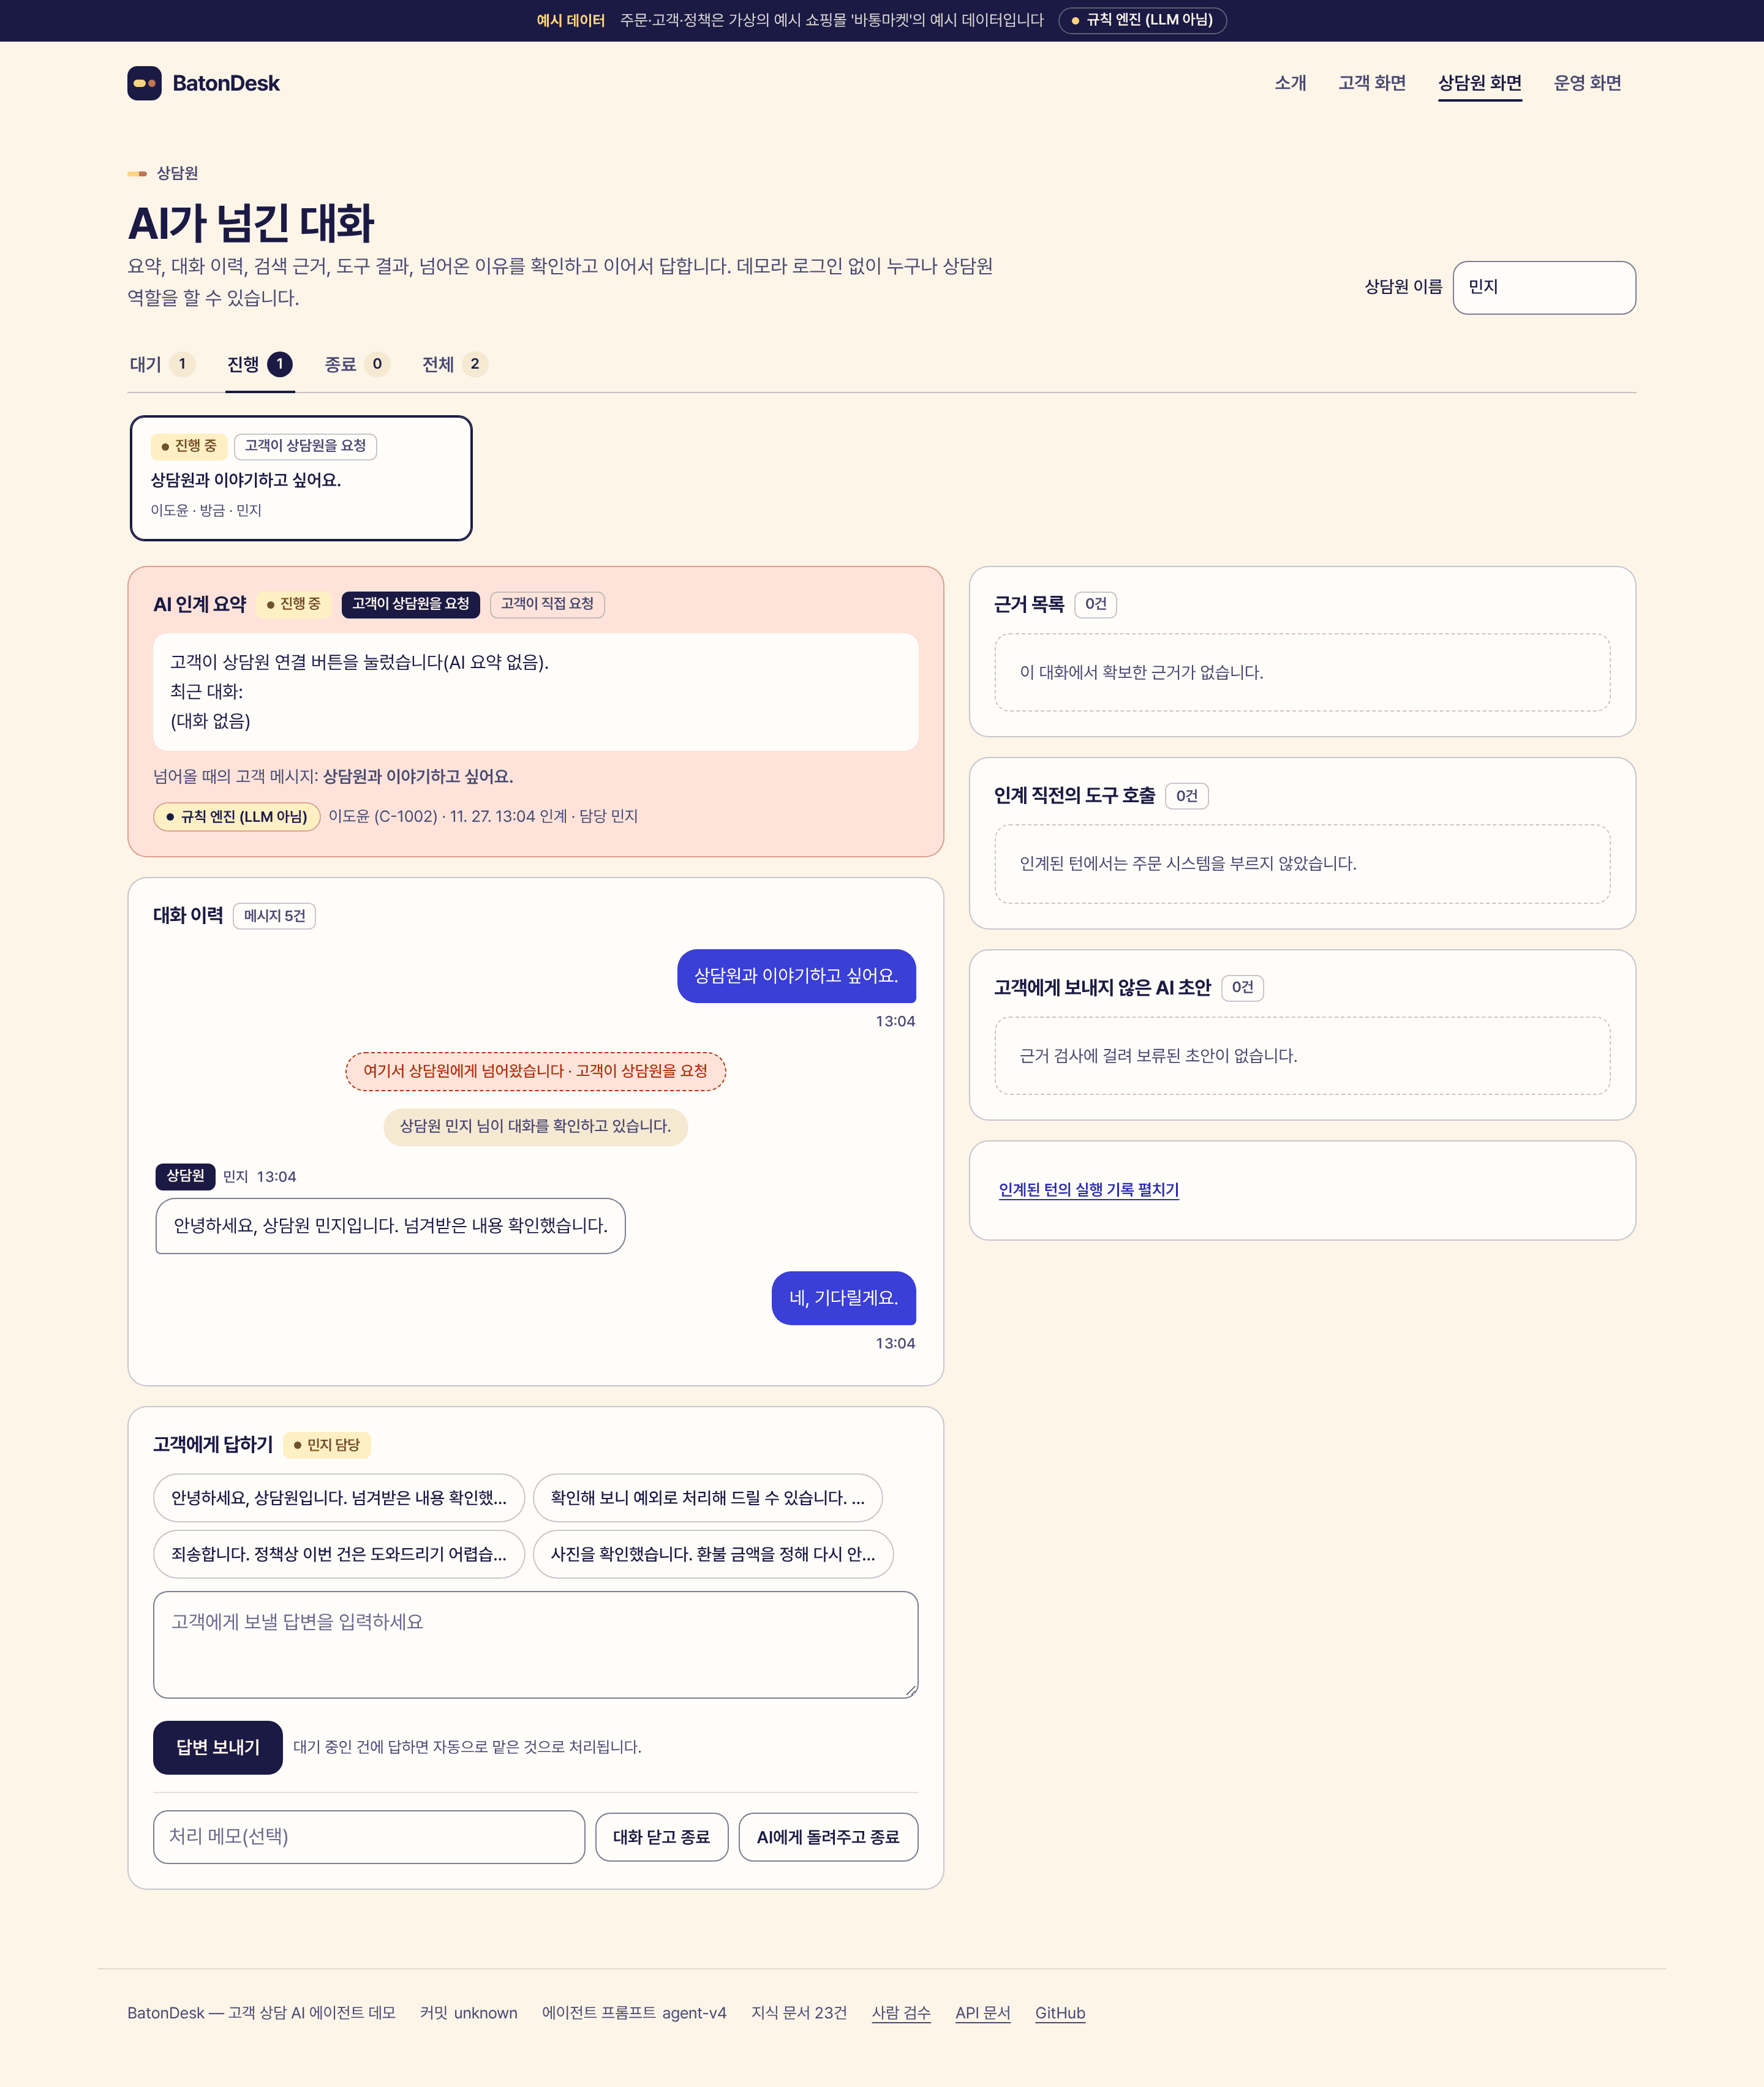 예시 데이터 주문·고객·정책은 가상의 예시 쇼핑몰 '바통마켓'의 예시 데이터입니다 규칙 엔진 (LLM 아님)
BatonDesk 소개 고객 화면 상담원 화면 운영 화면
상담원
AI가 넘긴 대화
요약, 대화 이력, 검색 근거, 도구 결과, 넘어온 이유를 확인하고 이어서 답합니다. 데모라 로그인 없이 누구나 상담원
역할을 할 수 있습니다.
상담원 이름 민지
대기 1 진행 1 종료 0 전체 2
진행 중 고객이 상담원을 요청
상담원과 이야기하고 싶어요.
이도윤 · 방금 · 민지
AI 인계 요약 진행 중 고객이 상담원을 요청 고객이 직접 요청
고객이 상담원 연결 버튼을 눌렀습니다(AI 요약 없음).
최근 대화:
(대화 없음)
넘어올 때의 고객 메시지: 상담원과 이야기하고 싶어요.
규칙 엔진 (LLM 아님) 이도윤 (C-1002) · 11. 27. 13:04 인계 · 담당 민지
대화 이력 메시지 5건
상담원과 이야기하고 싶어요.
13:04
여기서 상담원에게 넘어왔습니다 · 고객이 상담원을 요청
상담원 민지 님이 대화를 확인하고 있습니다.
상담원 민지 13:04
안녕하세요, 상담원 민지입니다. 넘겨받은 내용 확인했습니다.
네, 기다릴게요.
13:04
고객에게 답하기 민지 담당
안녕하세요, 상담원입니다. 넘겨받은 내용 확인했... 확인해 보니 예외로 처리해 드릴 수 있습니다. ...
죄송합니다. 정책상 이번 건은 도와드리기 어렵습... 사진을 확인했습니다. 환불 금액을 정해 다시 안...
고객에게 보낼 답변을 입력하세요
답변 보내기 대기 중인 건에 답하면 자동으로 맡은 것으로 처리됩니다.
처리 메모(선택) 대화 닫고 종료 AI에게 돌려주고 종료
근거 목록 0건
이 대화에서 확보한 근거가 없습니다.
인계 직전의 도구 호출 0건
인계된 턴에서는 주문 시스템을 부르지 않았습니다.
고객에게 보내지 않은 AI 초안 0건
근거 검사에 걸려 보류된 초안이 없습니다.
인계된 턴의 실행 기록 펼치기
BatonDesk — 고객 상담 AI 에이전트 데모 커밋 unknown 에이전트 프롬프트 agent-v4 지식 문서 23건 사람 검수 API 문서 GitHub